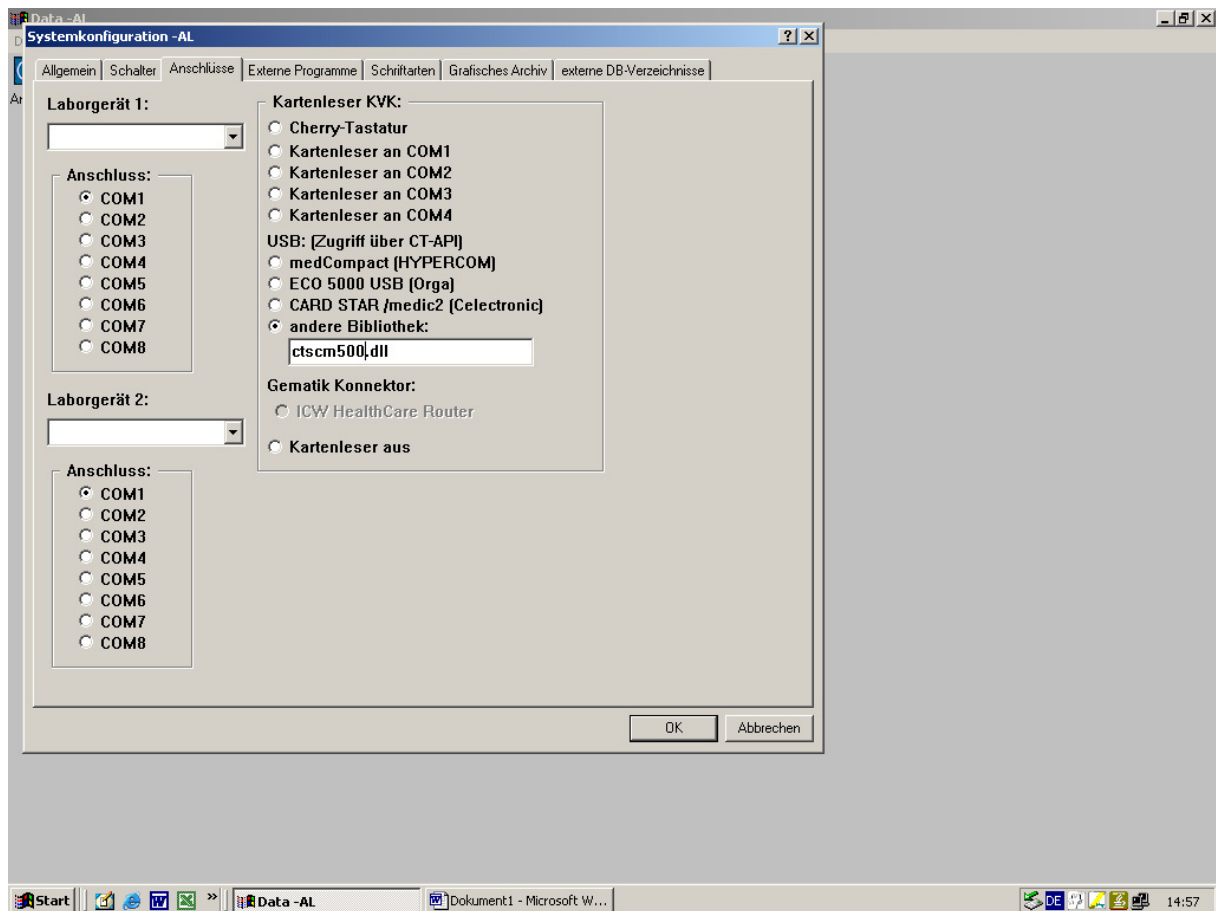 Data -AL
Systemkonfiguration -AL
Allgemein
Schalter
Anschlüsse
Externe Programme
Schriftarten
Grafisches Archiv
externe DB-Verzeichnisse
Laborgerät 1:
Anschluss:
COM1
COM2
COM3
COM4
COM5
COM6
COM7
COM8
Laborgerät 2:
Anschluss:
COM1
COM2
COM3
COM4
COM5
COM6
COM7
COM8
Kartenleser KVK:
Cherry-Tastatur
Kartenleser an COM1
Kartenleser an COM2
Kartenleser an COM3
Kartenleser an COM4
USB: (Zugriff über CT-API)
medCompact (HYPERCOM)
ECO 5000 USB (Orga)
CARD STAR /medic2 (Celectronic)
andere Bibliothek:
ctscm500.dll
Gematik Konnektor:
ICW HealthCare Router
Kartenleser aus
OK
Abbrechen
Start
Data -AL
Dokument1 - Microsoft W...
DE
14:57